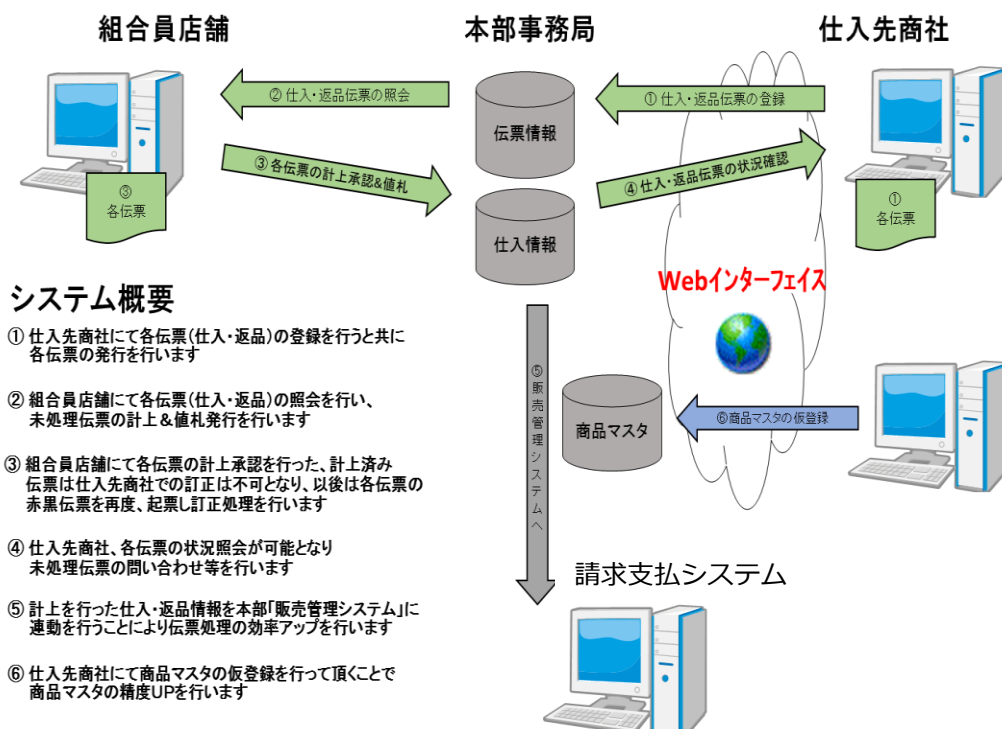 組合員店舗
本部事務局
仕入先商社
② 仕入・返品伝票の照会
① 仕入・返品伝票の登録
伝票情報
③ 各伝票の計上承認&値札
④ 仕入・返品伝票の状況確認
③
各伝票
①
各伝票
仕入情報
Webインターフェイス
システム概要
① 仕入先商社にて各伝票(仕入・返品)の登録を行うと共に
各伝票の発行を行います
② 組合員店舗にて各伝票(仕入・返品)の照会を行い、
未処理伝票の計上&値札発行を行います
③ 組合員店舗にて各伝票の計上承認を行った、計上済み
伝票は仕入先商社での訂正は不可となり、以後は各伝票の
赤黒伝票を再度、起票し訂正処理を行います
④ 仕入先商社、各伝票の状況照会が可能となり
未処理伝票の問い合わせ等を行います
⑤ 計上を行った仕入・返品情報を本部「販売管理システム」に
連動を行うことにより伝票処理の効率アップを行います
⑥ 仕入先商社にて商品マスタの仮登録を行って頂くことで
商品マスタの精度UPを行います
⑤販売管理システムへ
商品マスタ
⑥商品マスタの仮登録
請求支払システム